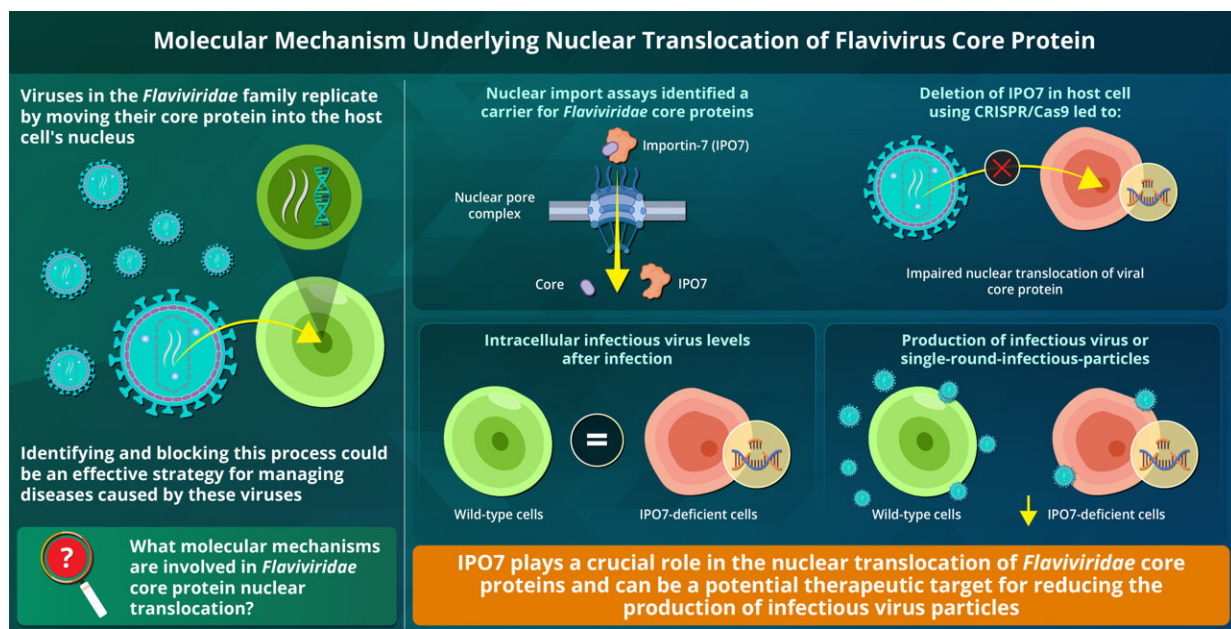 Molecular Mechanism Underlying Nuclear Translocation of Flavivirus Core Protein
Viruses in the Flaviviridae family replicate
by moving their core protein into the host
cell's nucleus
Identifying and blocking this process could
be an effective strategy for managing
diseases caused by these viruses
?
What molecular mechanisms
are involved in Flaviviridae
core protein nuclear
translocation?
Nuclear import assays identified a
carrier for Flaviviridae core proteins
Importin-7 (IPO7)
Nuclear pore
complex
Core
IPO7
Deletion of IPO7 in host cell
using CRISPR/Cas9 led to:
Impaired nuclear translocation of viral
core protein
Intracellular infectious virus levels
after infection
=
Wild-type cells
IPO7-deficient cells
Production of infectious virus or
single-round-infectious-particles
Wild-type cells
IPO7-deficient cells
IPO7 plays a crucial role in the nuclear translocation of Flaviviridae core
proteins and can be a potential therapeutic target for reducing the
production of infectious virus particles